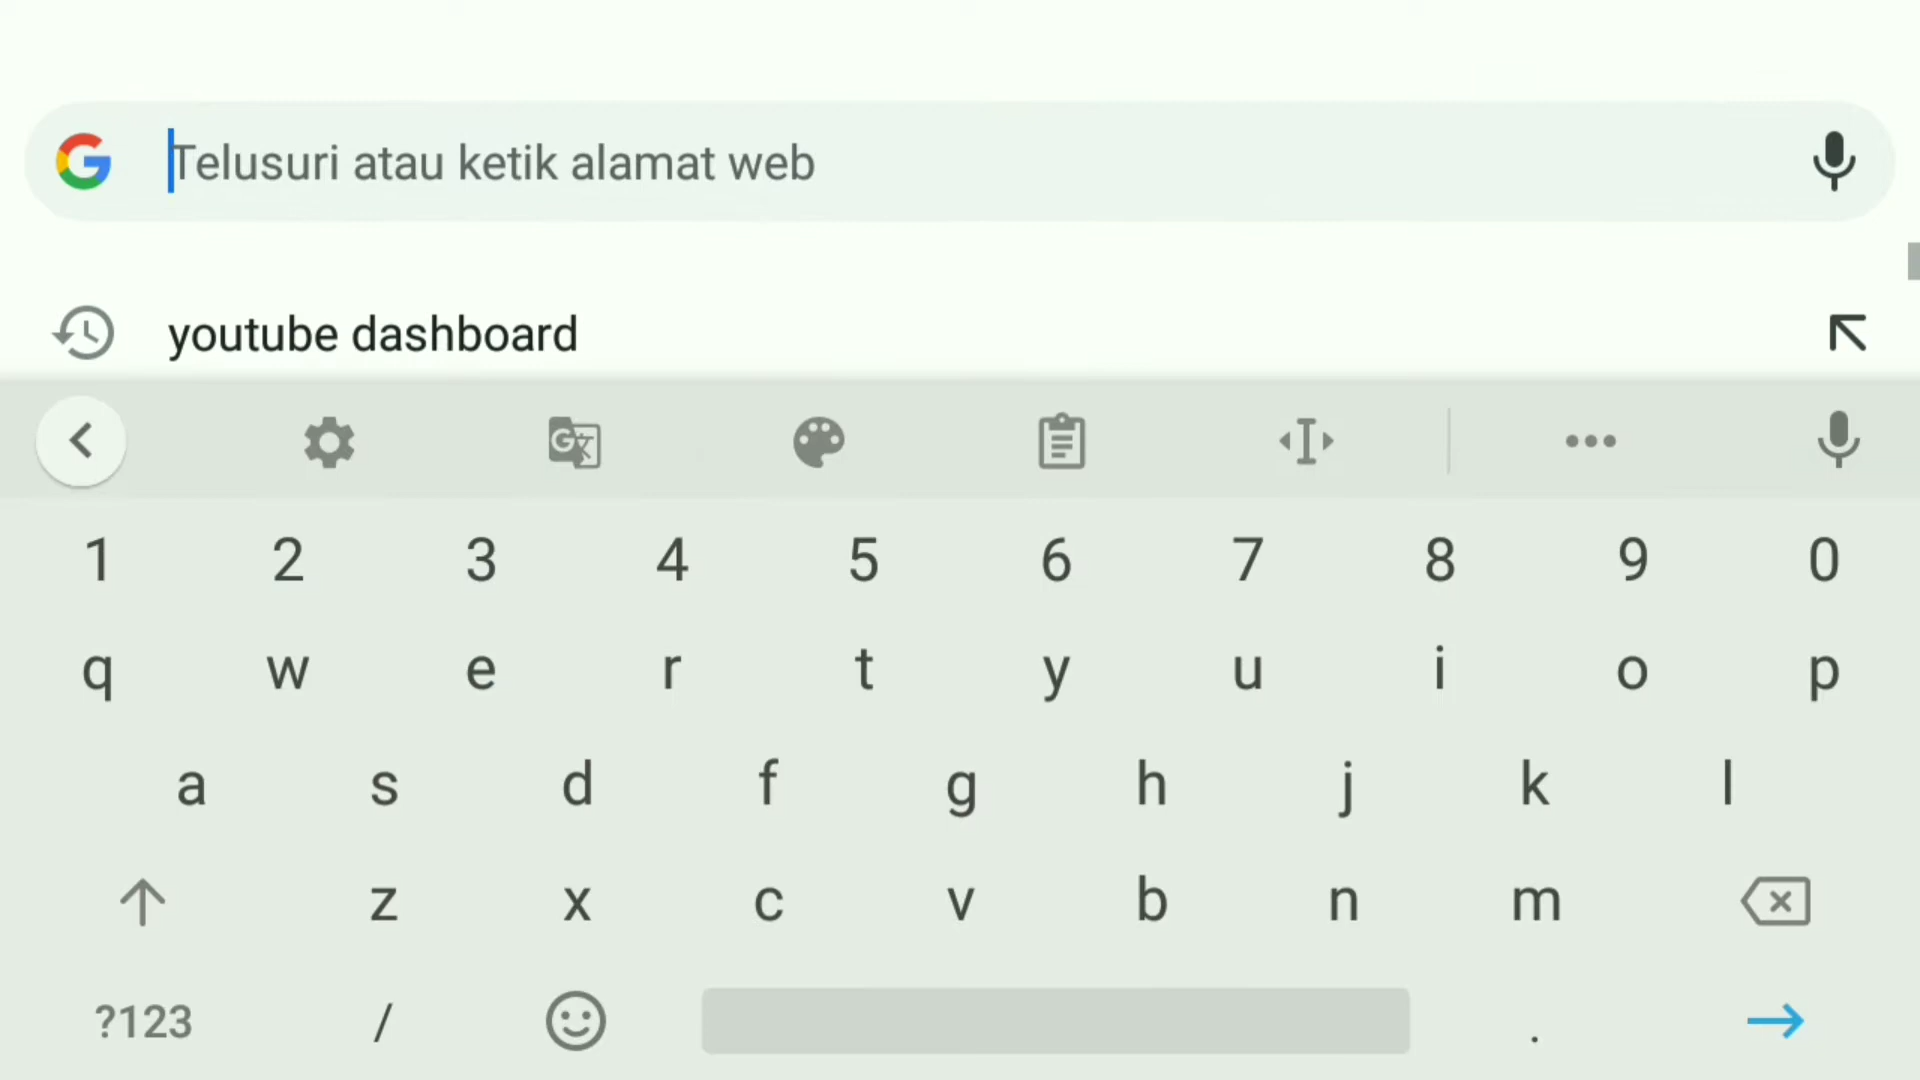 Telusuri atau ketik alamat web
youtube dashboard
1 2 3 4 5 6 7 8 9 0
q w e r t y u i o p
a s d f g h j k l
z x c v b n m
?123 / .